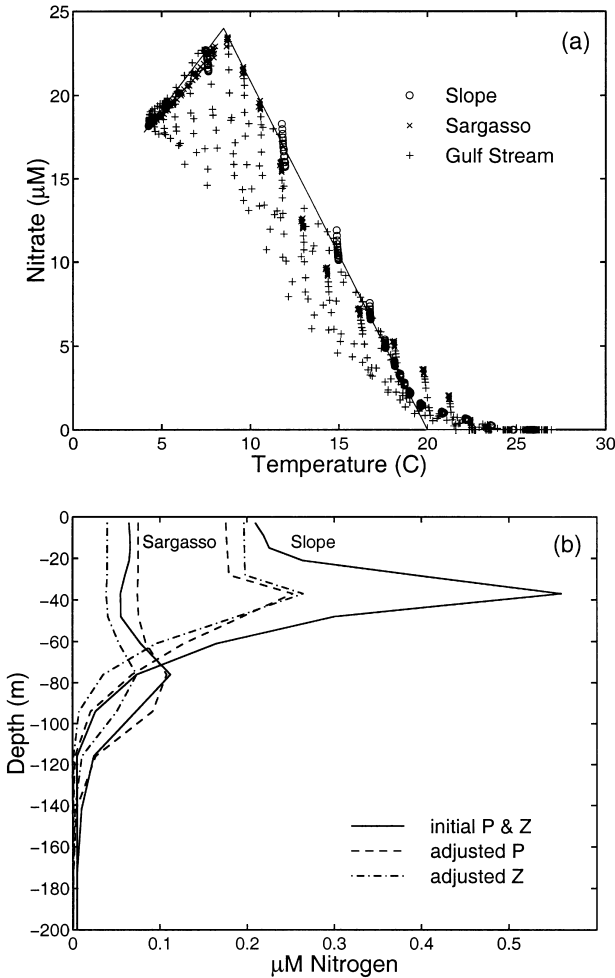 25
(a)
Slope
Sargasso
Gulf Stream
20
15
10
5
0
Nitrate (μM)
0 5 10 15 20 25 30
Temperature (C)
0
Sargasso Slope (b)
−20
−40
−60
−80
−100
−120
−140
−160
−180
−200
Depth (m)
initial P & Z
adjusted P
adjusted Z
0 0.1 0.2 0.3 0.4 0.5
μM Nitrogen